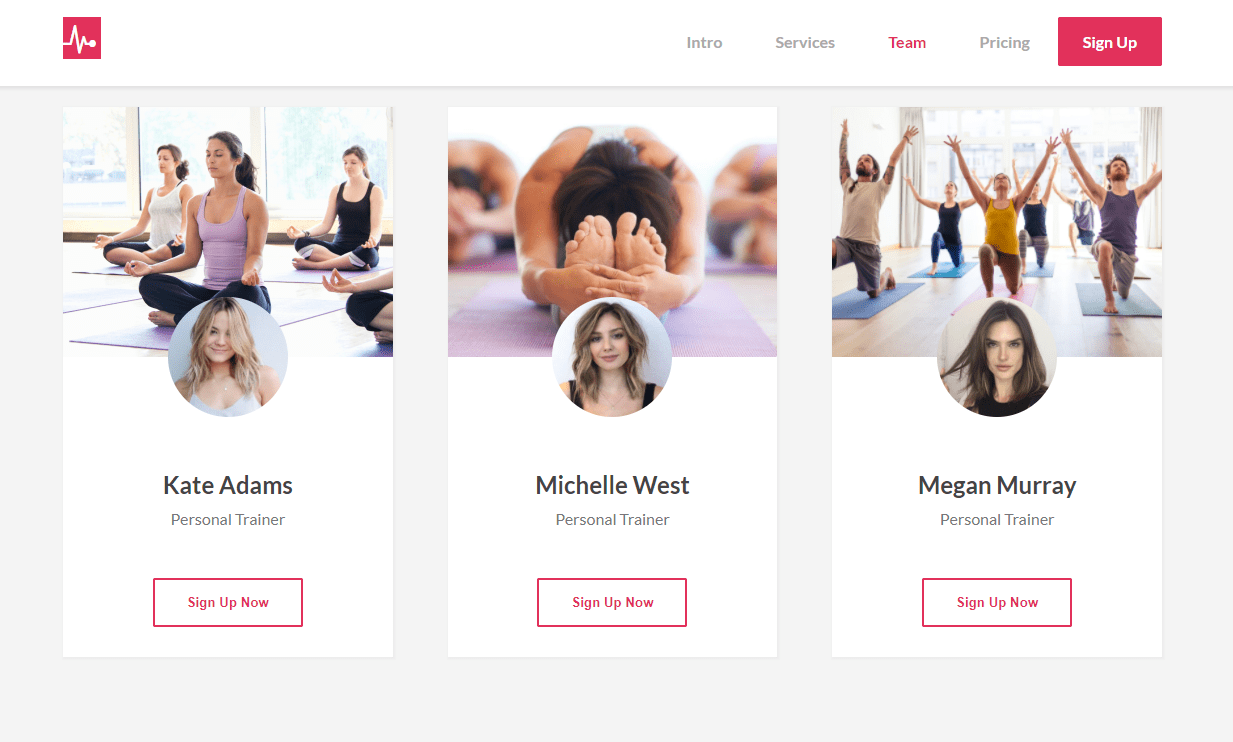 Intro Services Team Pricing Sign Up
Kate Adams Michelle West Megan Murray
Personal Trainer Personal Trainer Personal Trainer
Sign Up Now Sign Up Now Sign Up Now